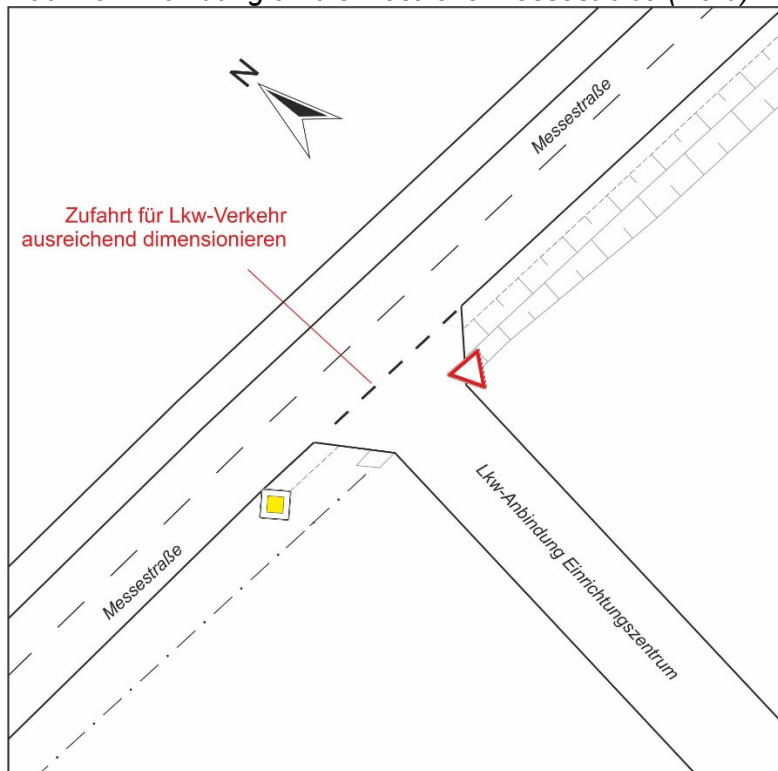 N
Messestraße
Zufahrt für Lkw-Verkehr
ausreichend dimensionieren
Messestraße
Lkw-Anbindung Einrichtungszentrum